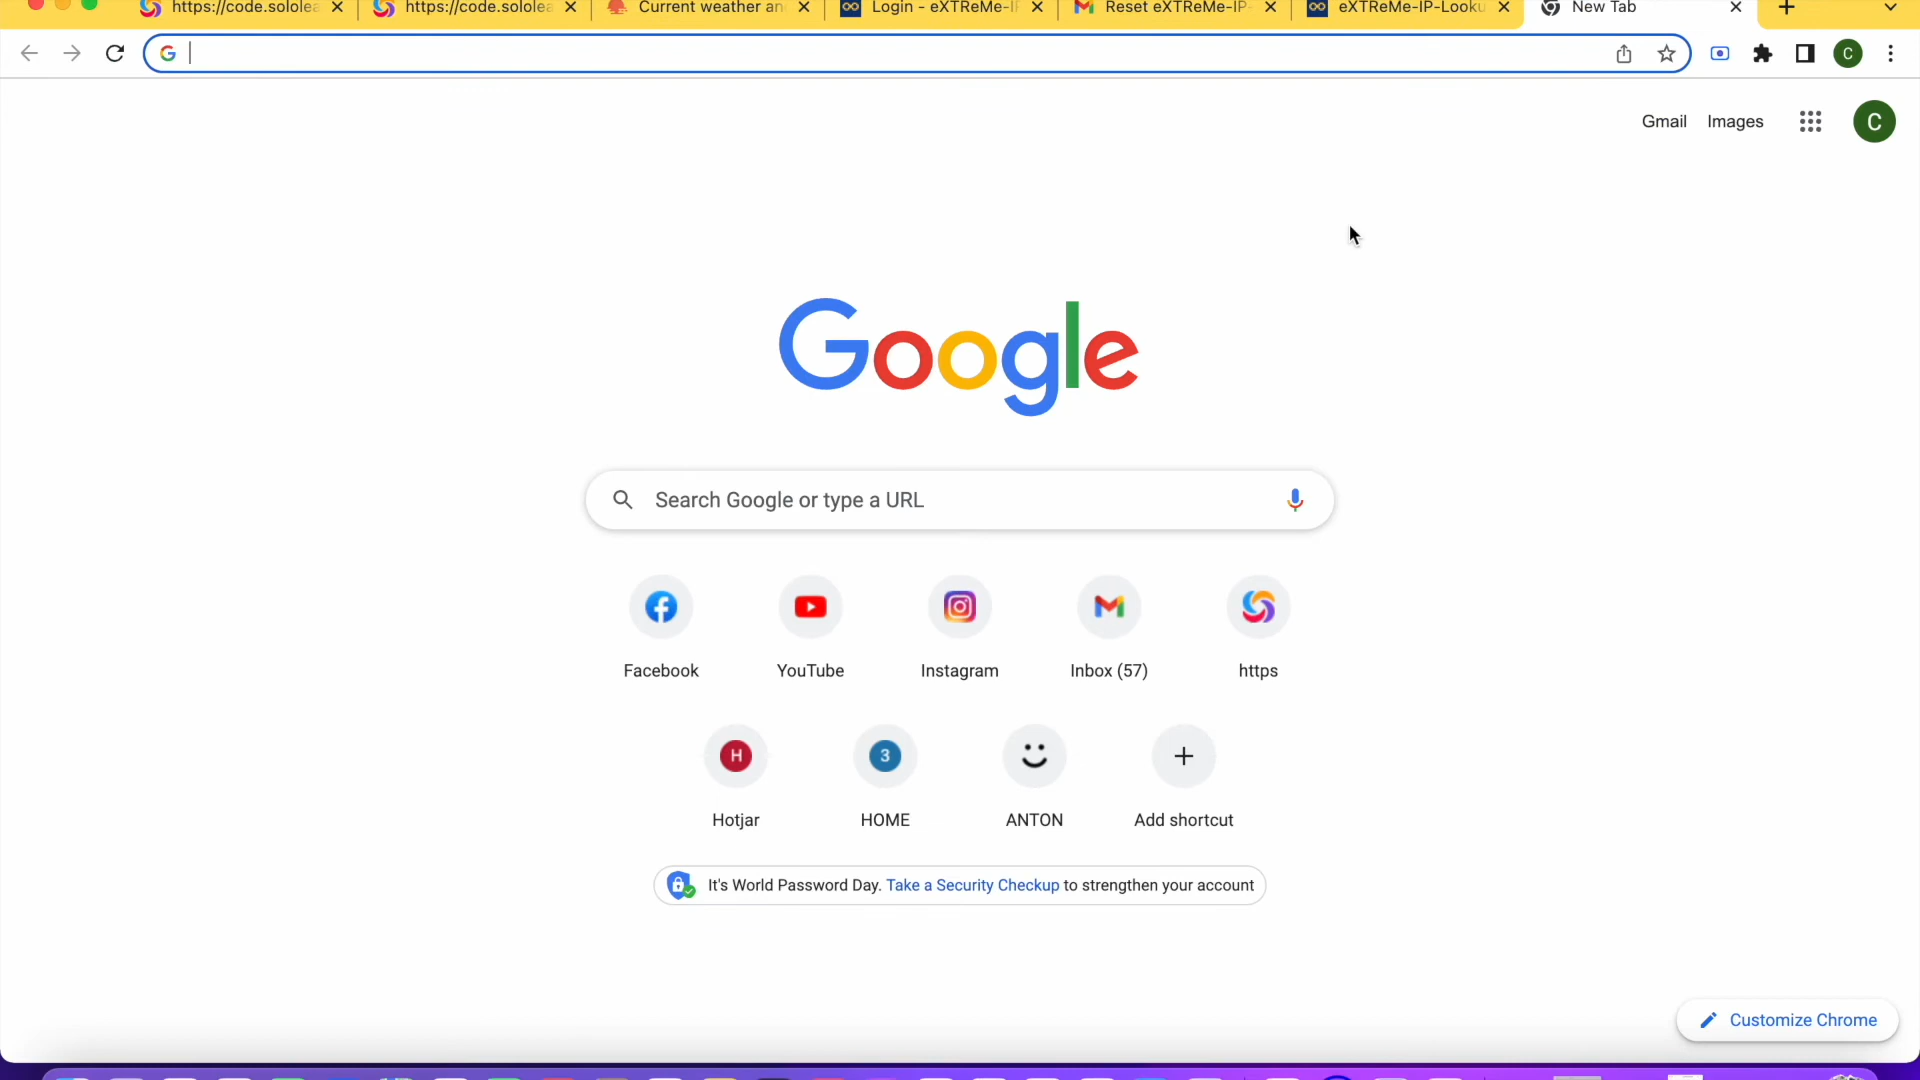 https://code.sololea
https://code.sololea
Current weather an
Login - eXTReMe-IP
Reset eXTReMe-IP-
eXTReMe-IP-Looku
New Tab
C
Gmail
Images
C
Google
Search Google or type a URL
Facebook
YouTube
Instagram
Inbox (57)
https
H
3
Hotjar
HOME
ANTON
Add shortcut
It's World Password Day. Take a Security Checkup to strengthen your account
Customize Chrome